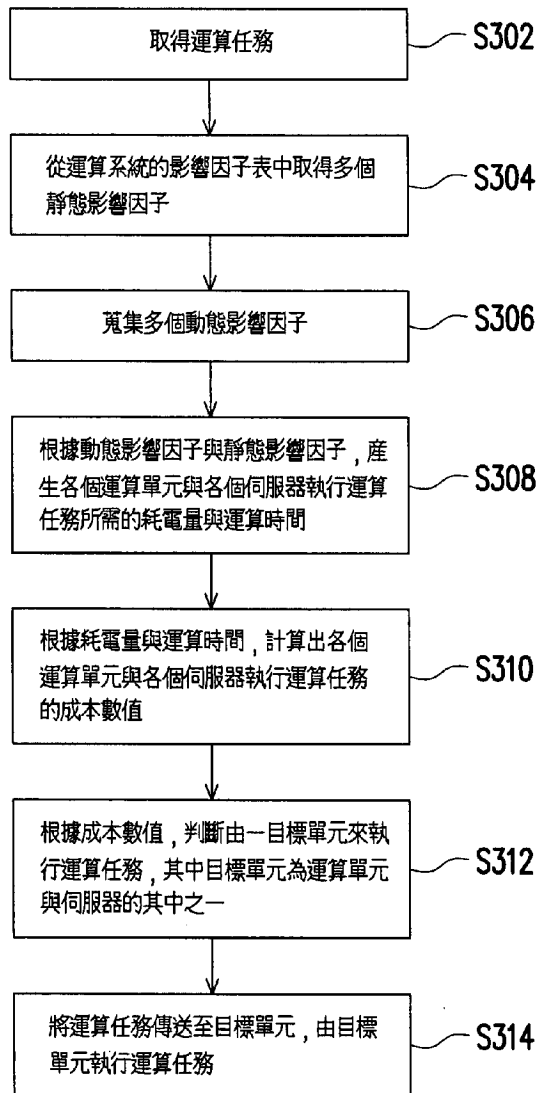 取得運算任務
S302
從運算系統的影響因子表中取得多個
靜態影響因子
S304
蒐集多個動態影響因子
S306
根據動態影響因子與靜態影響因子，產
生各個運算單元與各個伺服器執行運算
任務所需的耗電量與運算時間
S308
根據耗電量與運算時間，計算出各個
運算單元與各個伺服器執行運算任務
的成本數值
S310
根據成本數值，判斷由一目標單元來執
行運算任務，其中目標單元為運算單元
與伺服器的其中之一
S312
將運算任務傳送至目標單元，由目標
單元執行運算任務
S314